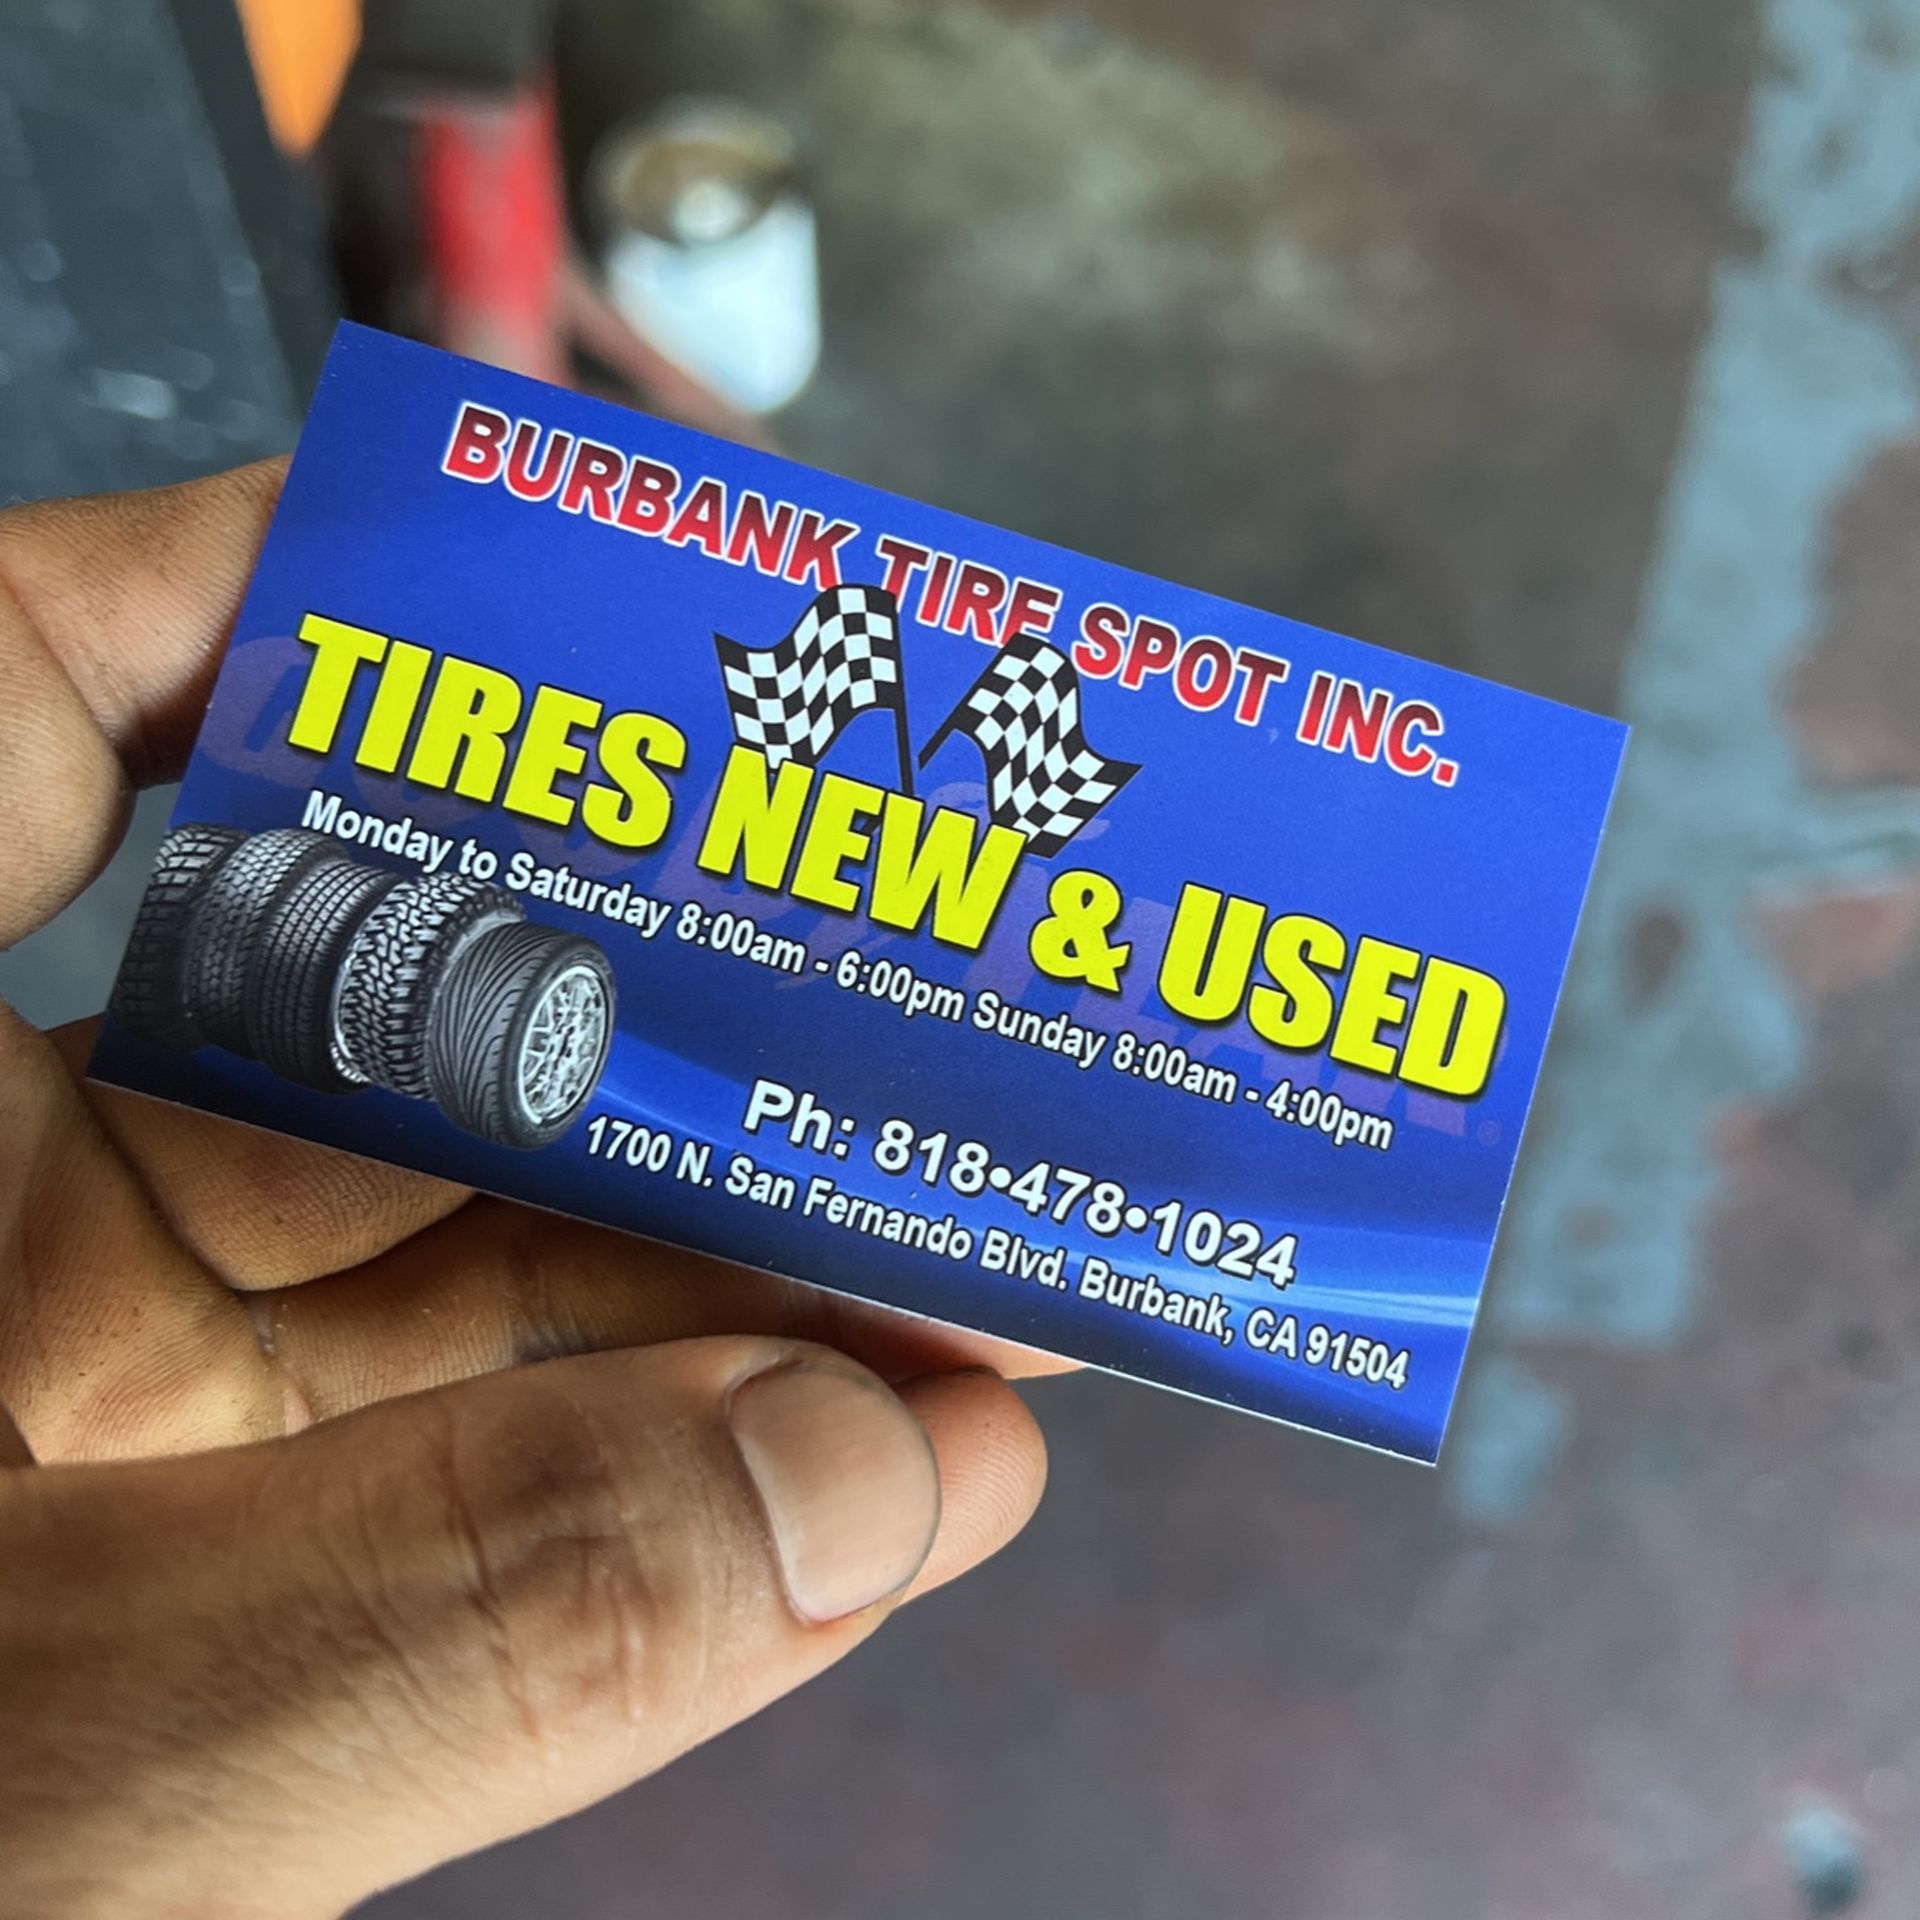 BURBANK TIRE SPOT INC.
TIRES NEW & USED
Monday to Saturday 8:00am - 6:00pm Sunday 8:00am - 4:00pm
Ph: 818•478•1024
1700 N. San Fernando Blvd. Burbank, CA 91504